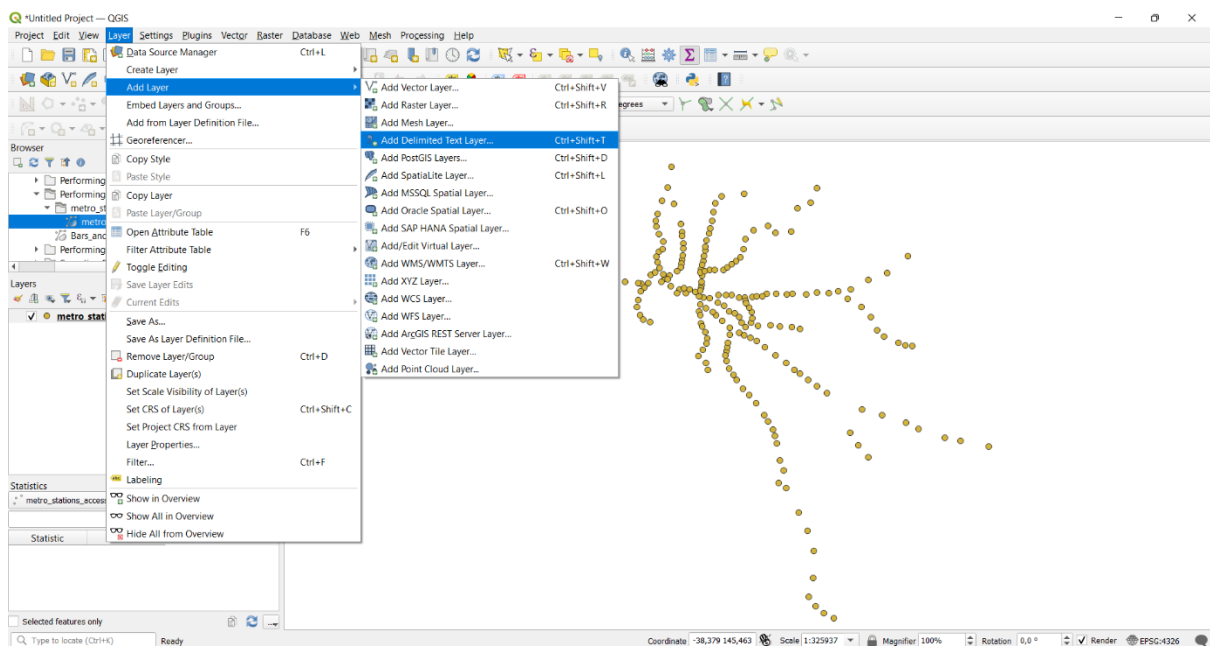 *Untitled Project — QGIS
Project Edit View Layer Settings Plugins Vector Raster Database Web Mesh Processing Help
Data Source Manager Ctrl+L
Create Layer
Add Layer
Embed Layers and Groups...
Add from Layer Definition File...
Georeferencer...
Copy Style
Paste Style
Copy Layer
Paste Layer/Group
Open Attribute Table F6
Filter Attribute Table
Toggle Editing
Save Layer Edits
Current Edits
Save As...
Save As Layer Definition File...
Remove Layer/Group Ctrl+D
Duplicate Layer(s)
Set Scale Visibility of Layer(s)
Set CRS of Layer(s) Ctrl+Shift+C
Set Project CRS from Layer
Layer Properties...
Filter... Ctrl+F
Labeling
Show in Overview
Show All in Overview
Hide All from Overview
Add Vector Layer... Ctrl+Shift+V
Add Raster Layer... Ctrl+Shift+R
Add Mesh Layer...
Add Delimited Text Layer... Ctrl+Shift+T
Add PostGIS Layers... Ctrl+Shift+D
Add SpatiaLite Layer... Ctrl+Shift+L
Add MSSQL Spatial Layer...
Add Oracle Spatial Layer... Ctrl+Shift+O
Add SAP HANA Spatial Layer...
Add/Edit Virtual Layer...
Add WMS/WMTS Layer... Ctrl+Shift+W
Add XYZ Layer...
Add WCS Layer...
Add WFS Layer...
Add ArcGIS REST Server Layer...
Add Vector Tile Layer...
Add Point Cloud Layer...
egrees
Browser
Performing
Performing
metro_st
metro
Bars_and
Performing
Layers
metro stati
Statistics
metro_stations_access
Statistic
Selected features only
Type to locate (Ctrl+K) Ready Coordinate -38,379 145,463 Scale 1:325937 Magnifier 100% Rotation 0,0 ° Render EPSG:4326